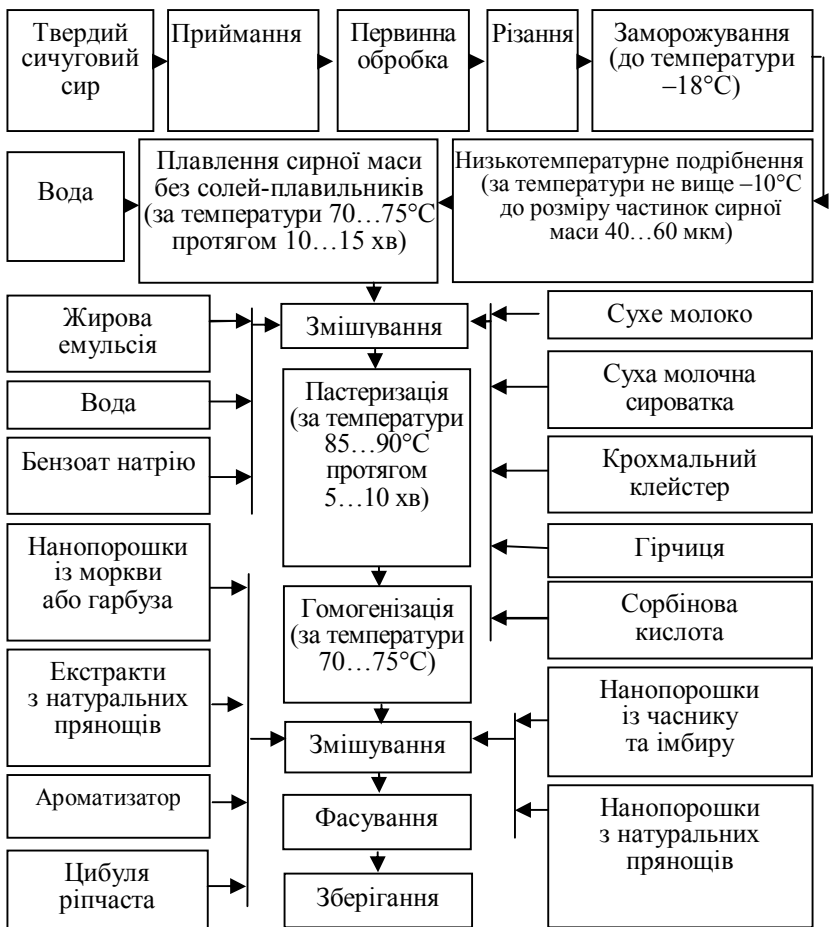 Твердий
сичуговий
сир
Приймання
Первинна
обробка
Різання
Заморожування
(до температури
–18°С)
Вода
Плавлення сирної маси
без солей-плавильників
(за температури 70…75°С
протягом 10…15 хв)
Низькотемпературне подрібнення
(за температури не вище –10°С
до розміру частинок сирної
маси 40…60 мкм)
Жирова
емульсія
Змішування
Сухе молоко
Вода
Пастеризація
(за температури
85…90°С
протягом
5…10 хв)
Суха молочна
сироватка
Бензоат натрію
Крохмальний
клейстер
Нанопорошки
із моркви
або гарбуза
Гірчиця
Гомогенізація
(за температури
70…75°С)
Сорбінова
кислота
Екстракти
з натуральних
прянощів
Змішування
Нанопорошки
із часнику
та імбиру
Ароматизатор
Фасування
Нанопорошки
з натуральних
прянощів
Цибуля
ріпчаста
Зберігання